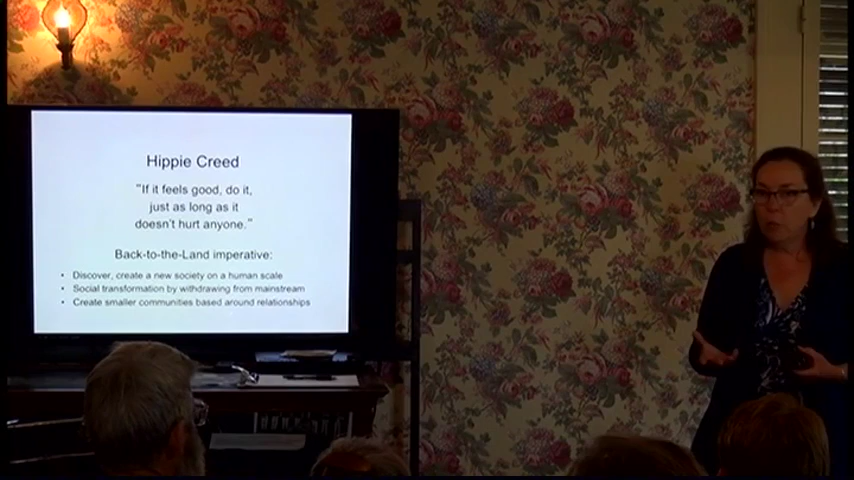 Hippie Creed
"If it feels good, do it,
just as long as it
doesn't hurt anyone."
Back-to-the-Land imperative:
• Discover, create a new society on a human scale
• Social transformation by withdrawing from mainstream
• Create smaller communities based around relationships